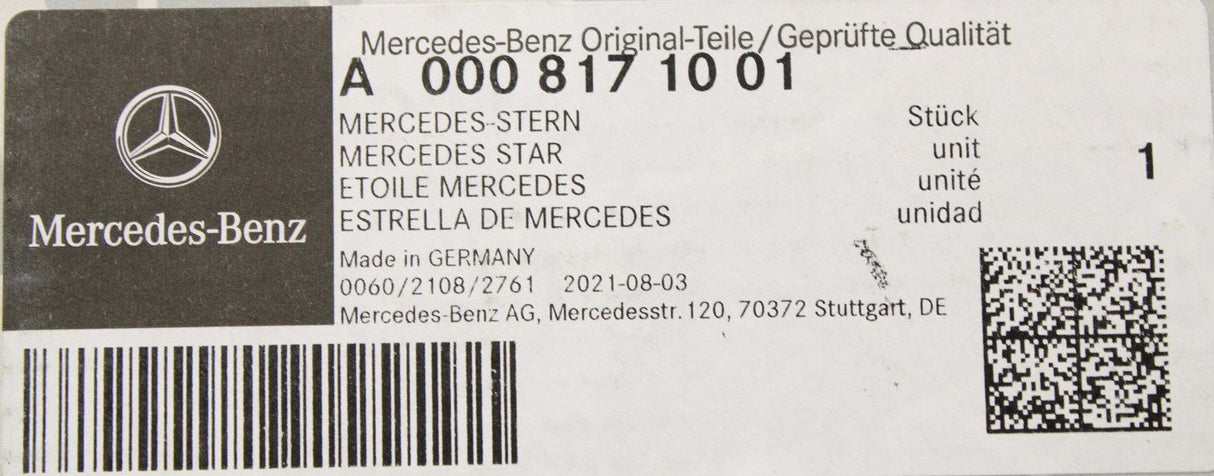 Mercedes-Benz
Mercedes-Benz Original-Teile/Geprüfte Qualität
A 000 817 10 01
MERCEDES-STERN Stück
MERCEDES STAR unit 1
ETOILE MERCEDES unité
ESTRELLA DE MERCEDES unidad
Made in GERMANY
0060/2108/2761 2021-08-03
Mercedes-Benz AG, Mercedesstr. 120, 70372 Stuttgart, DE